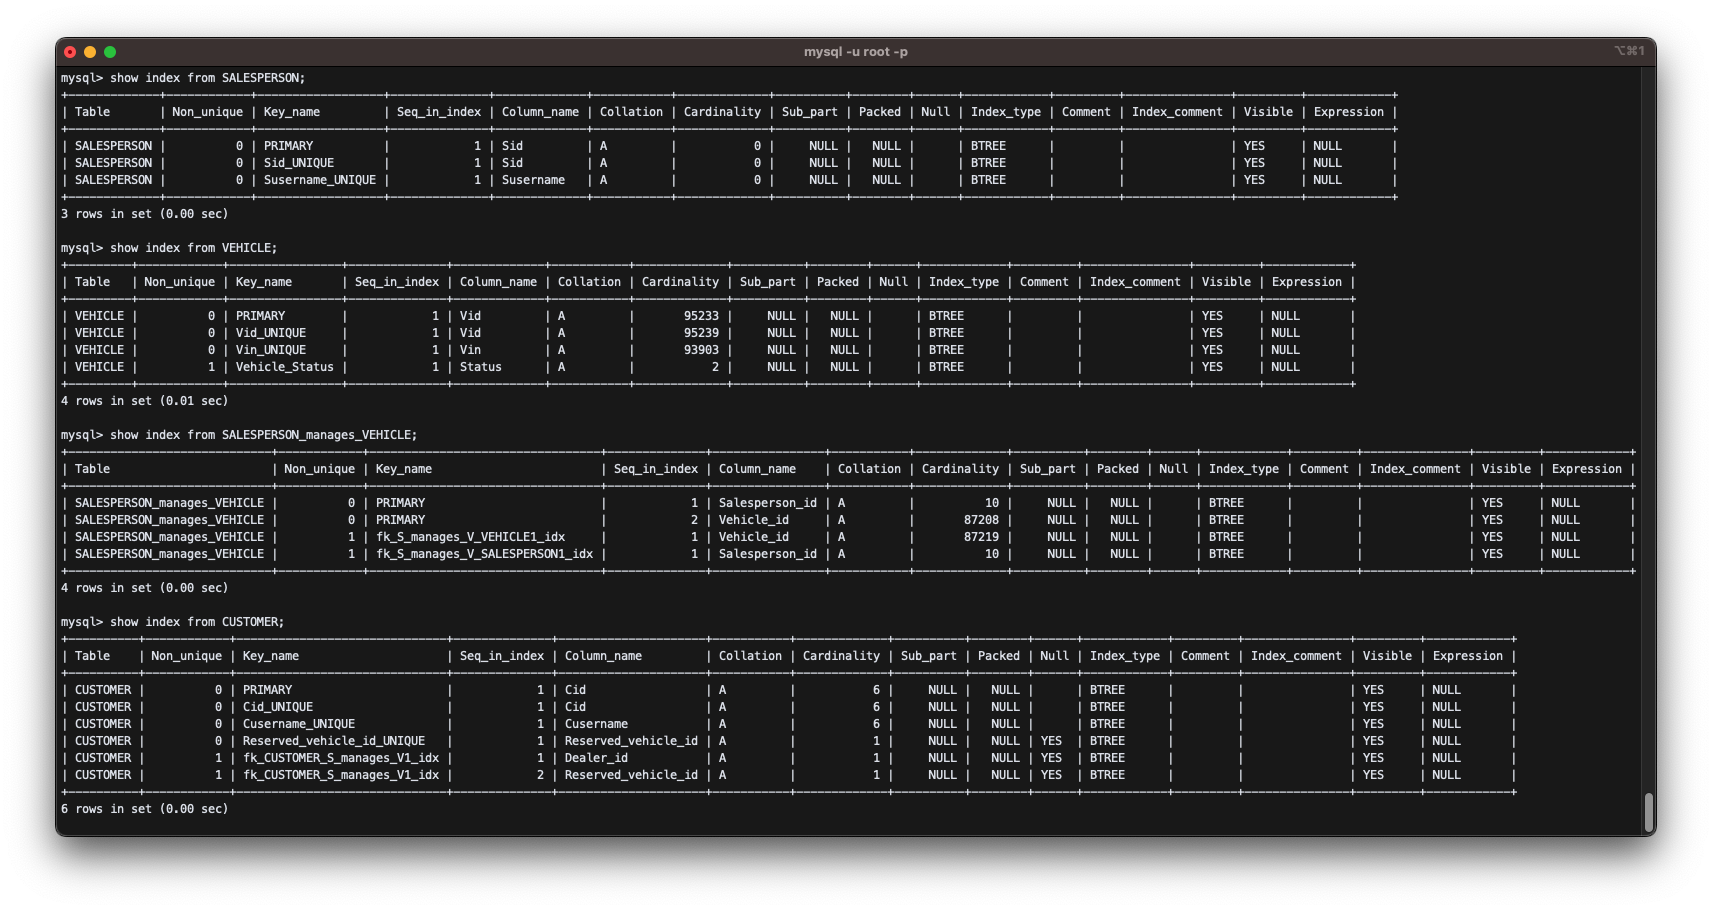 mysql -u root -p
⌥⌘1
mysql> show index from SALESPERSON;
| Table | Non_unique | Key_name | Seq_in_index | Column_name | Collation | Cardinality | Sub_part | Packed | Null | Index_type | Comment | Index_comment | Visible | Expression |
| SALESPERSON | 0 | PRIMARY | 1 | Sid | A | 0 | NULL | NULL | | BTREE | | | YES | NULL |
| SALESPERSON | 0 | Sid_UNIQUE | 1 | Sid | A | 0 | NULL | NULL | | BTREE | | | YES | NULL |
| SALESPERSON | 0 | Susername_UNIQUE | 1 | Susername | A | 0 | NULL | NULL | | BTREE | | | YES | NULL |
3 rows in set (0.00 sec)
mysql> show index from VEHICLE;
| Table | Non_unique | Key_name | Seq_in_index | Column_name | Collation | Cardinality | Sub_part | Packed | Null | Index_type | Comment | Index_comment | Visible | Expression |
| VEHICLE | 0 | PRIMARY | 1 | Vid | A | 95233 | NULL | NULL | | BTREE | | | YES | NULL |
| VEHICLE | 0 | Vid_UNIQUE | 1 | Vid | A | 95239 | NULL | NULL | | BTREE | | | YES | NULL |
| VEHICLE | 0 | Vin_UNIQUE | 1 | Vin | A | 93903 | NULL | NULL | | BTREE | | | YES | NULL |
| VEHICLE | 1 | Vehicle_Status | 1 | Status | A | 2 | NULL | NULL | | BTREE | | | YES | NULL |
4 rows in set (0.01 sec)
mysql> show index from SALESPERSON_manages_VEHICLE;
| Table | Non_unique | Key_name | Seq_in_index | Column_name | Collation | Cardinality | Sub_part | Packed | Null | Index_type | Comment | Index_comment | Visible | Expression |
| SALESPERSON_manages_VEHICLE | 0 | PRIMARY | 1 | Salesperson_id | A | 10 | NULL | NULL | | BTREE | | | YES | NULL |
| SALESPERSON_manages_VEHICLE | 0 | PRIMARY | 2 | Vehicle_id | A | 87208 | NULL | NULL | | BTREE | | | YES | NULL |
| SALESPERSON_manages_VEHICLE | 1 | fk_S_manages_V_VEHICLE1_idx | 1 | Vehicle_id | A | 87219 | NULL | NULL | | BTREE | | | YES | NULL |
| SALESPERSON_manages_VEHICLE | 1 | fk_S_manages_V_SALESPERSON1_idx | 1 | Salesperson_id | A | 10 | NULL | NULL | | BTREE | | | YES | NULL |
4 rows in set (0.00 sec)
mysql> show index from CUSTOMER;
| Table | Non_unique | Key_name | Seq_in_index | Column_name | Collation | Cardinality | Sub_part | Packed | Null | Index_type | Comment | Index_comment | Visible | Expression |
| CUSTOMER | 0 | PRIMARY | 1 | Cid | A | 6 | NULL | NULL | | BTREE | | | YES | NULL |
| CUSTOMER | 0 | Cid_UNIQUE | 1 | Cid | A | 6 | NULL | NULL | | BTREE | | | YES | NULL |
| CUSTOMER | 0 | Cusername_UNIQUE | 1 | Cusername | A | 6 | NULL | NULL | | BTREE | | | YES | NULL |
| CUSTOMER | 0 | Reserved_vehicle_id_UNIQUE | 1 | Reserved_vehicle_id | A | 1 | NULL | NULL | YES | BTREE | | | YES | NULL |
| CUSTOMER | 1 | fk_CUSTOMER_S_manages_V1_idx | 1 | Dealer_id | A | 1 | NULL | NULL | YES | BTREE | | | YES | NULL |
| CUSTOMER | 1 | fk_CUSTOMER_S_manages_V1_idx | 2 | Reserved_vehicle_id | A | 1 | NULL | NULL | YES | BTREE | | | YES | NULL |
6 rows in set (0.00 sec)